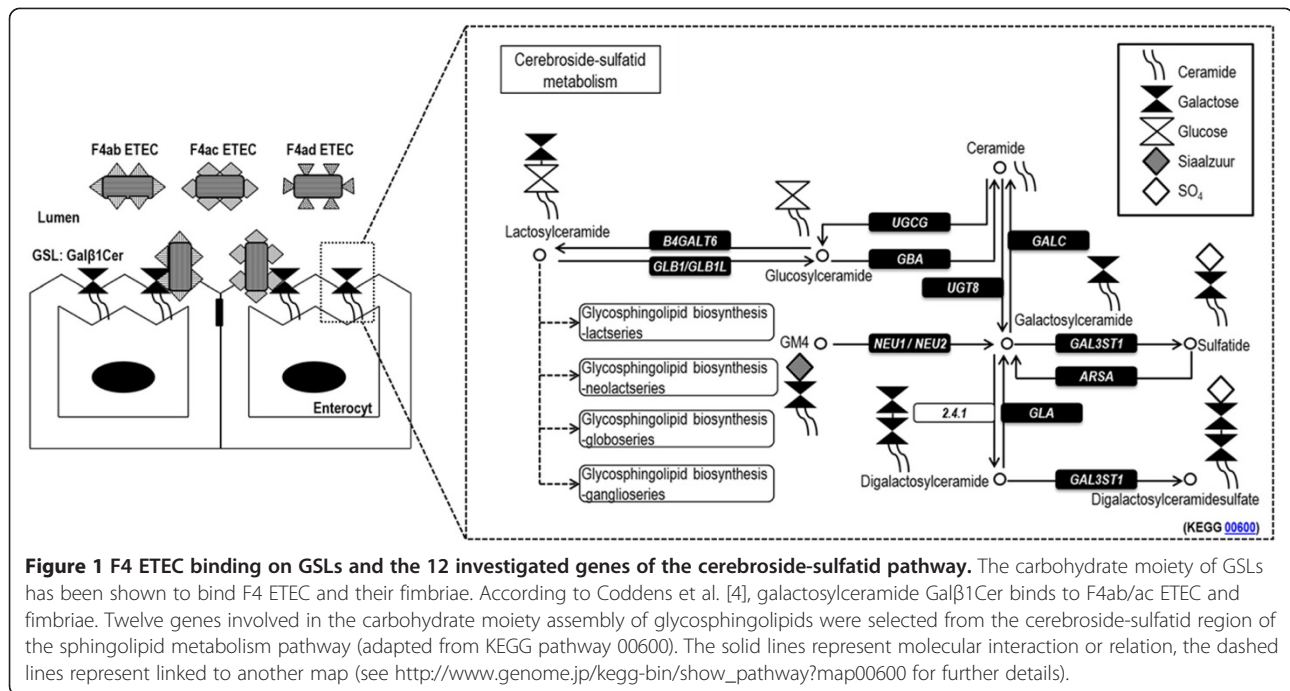 Cerebroside-sulfatid
metabolism
Ceramide
Galactose
Glucose
Siaalzuur
SO4
F4ab ETEC
F4ac ETEC
F4ad ETEC
Lumen
GSL: Galβ1Cer
Enterocyt
Ceramide
Lactosylceramide
B4GALT6
GLB1/GLB1L
Glucosylceramide
UGCG
GBA
GALC
UGT8
Galactosylceramide
Glycosphingolipid biosynthesis
-lactseries
Glycosphingolipid biosynthesis
-neolactseries
Glycosphingolipid biosynthesis
-globoseries
Glycosphingolipid biosynthesis
-ganglioseries
GM4
NEU1 / NEU2
GAL3ST1
Sulfatide
ARSA
2.4.1
GLA
Digalactosylceramide
GAL3ST1
Digalactosylceramidesulfate
(KEGG 00600)
Figure 1 F4 ETEC binding on GSLs and the 12 investigated genes of the cerebroside-sulfatid pathway. The carbohydrate moiety of GSLs
has been shown to bind F4 ETEC and their fimbriae. According to Coddens et al. [4], galactosylceramide Galβ1Cer binds to F4ab/ac ETEC and
fimbriae. Twelve genes involved in the carbohydrate moiety assembly of glycosphingolipids were selected from the cerebroside-sulfatid region of
the sphingolipid metabolism pathway (adapted from KEGG pathway 00600). The solid lines represent molecular interaction or relation, the dashed
lines represent linked to another map (see http://www.genome.jp/kegg-bin/show_pathway?map00600 for further details).